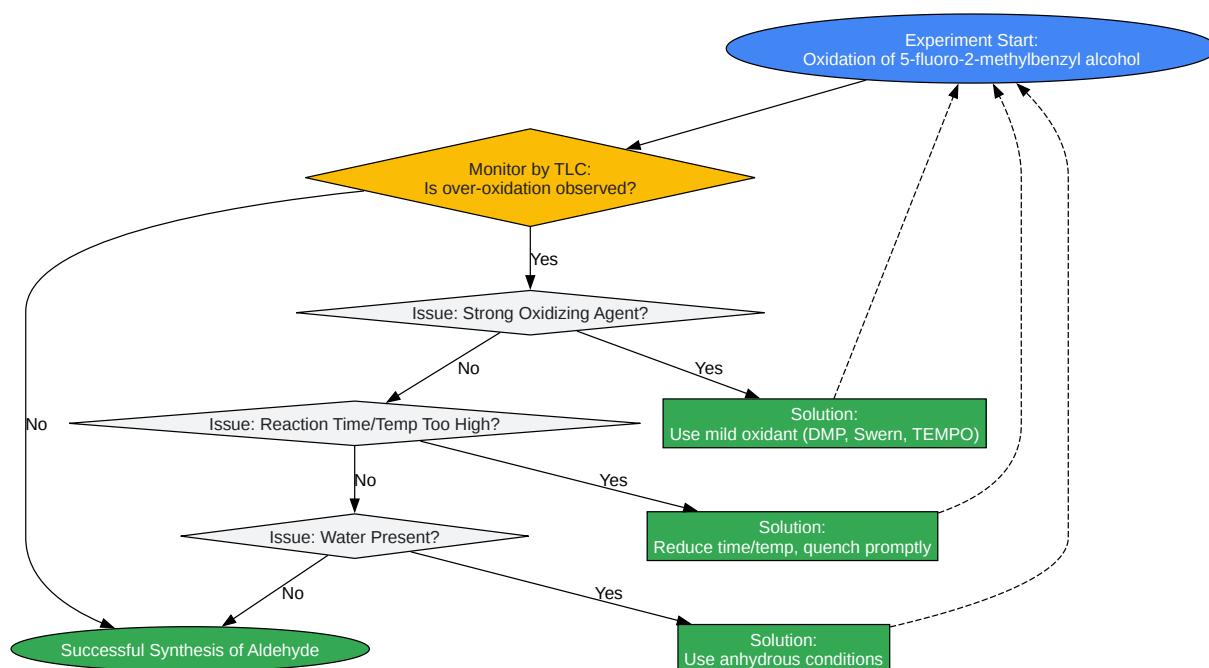 Experiment Start:
Oxidation of 5-fluoro-2-methylbenzyl alcohol
Monitor by TLC:
Is over-oxidation observed?
Yes
Issue: Strong Oxidizing Agent?
No
Yes
Solution:
Use mild oxidant (DMP, Swern, TEMPO)
No
Issue: Reaction Time/Temp Too High?
No
Yes
Solution:
Reduce time/temp, quench promptly
Issue: Water Present?
No
Yes
Solution:
Use anhydrous conditions
Successful Synthesis of Aldehyde